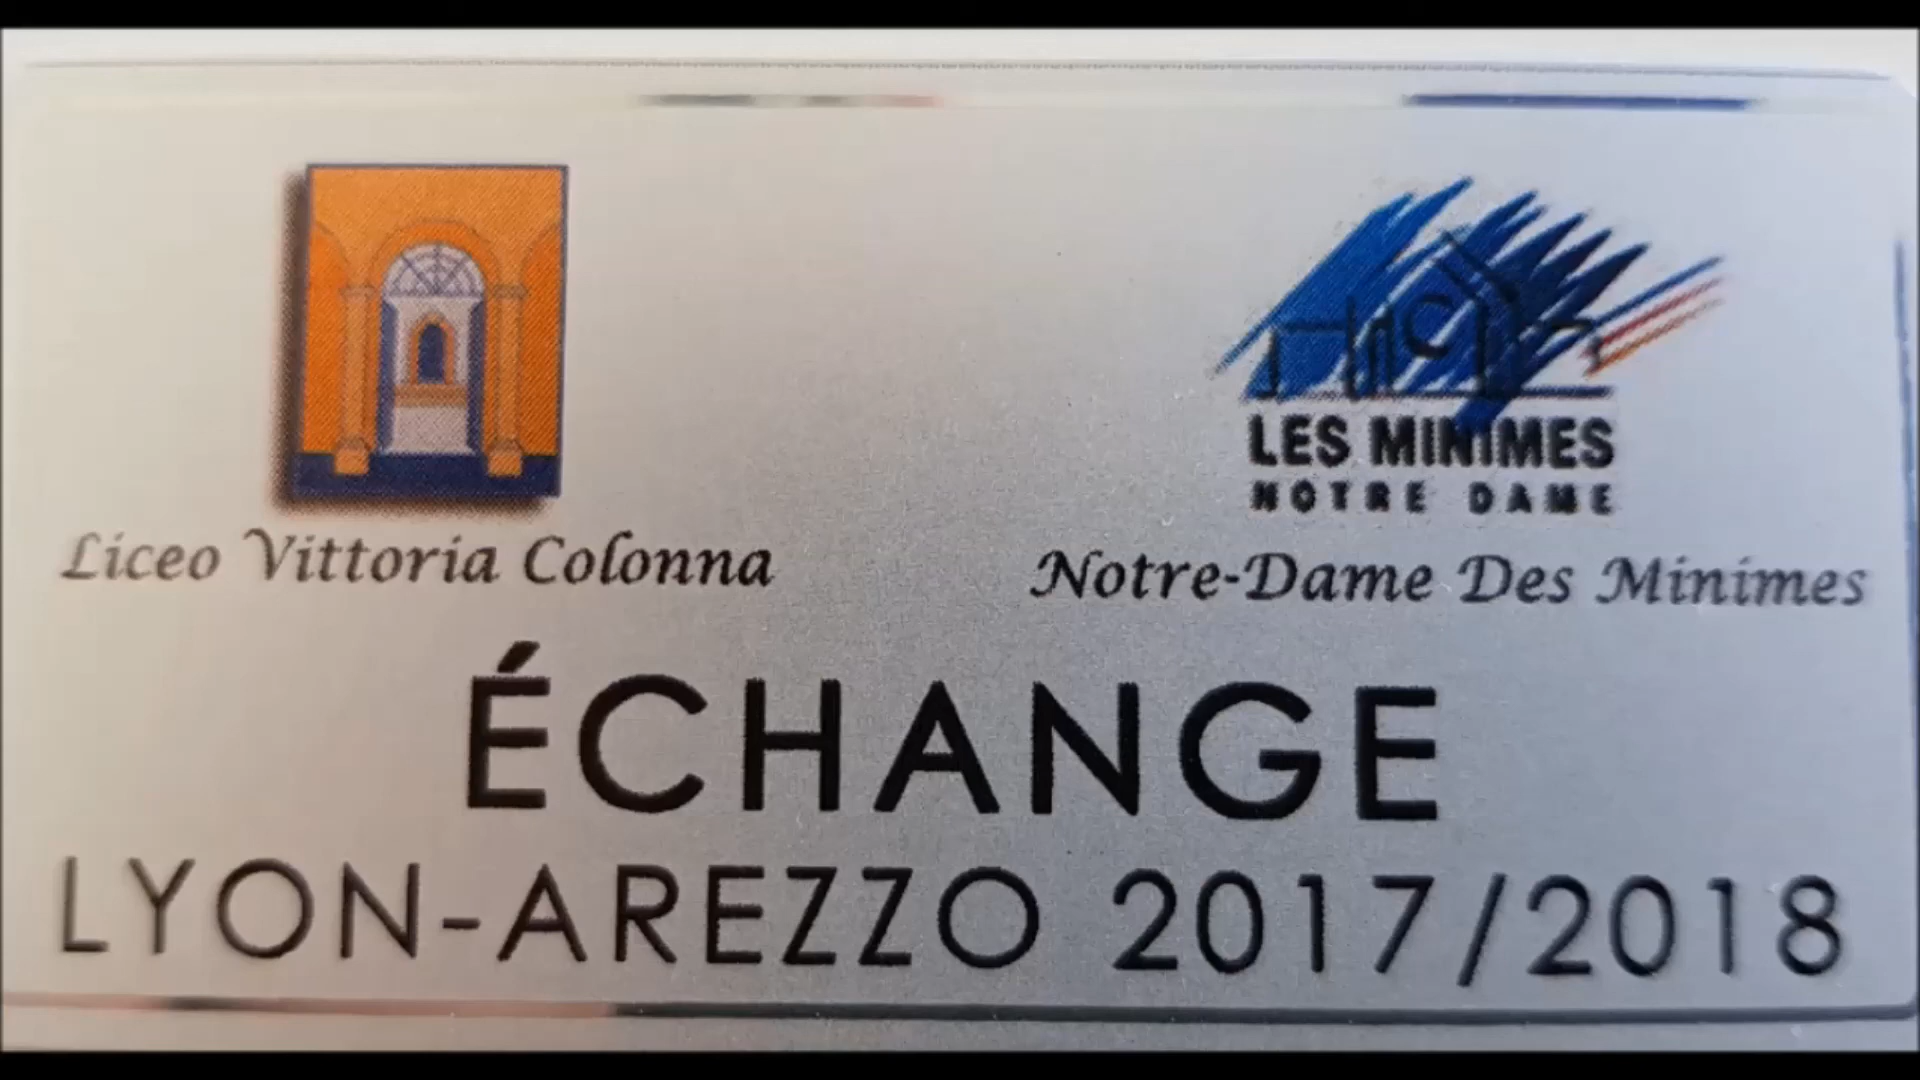 LES MINIMES
NOTRE DAME
Liceo Vittoria Colonna
Notre-Dame Des Minimes
ÉCHANGE
LYON-AREZZO 2017/2018